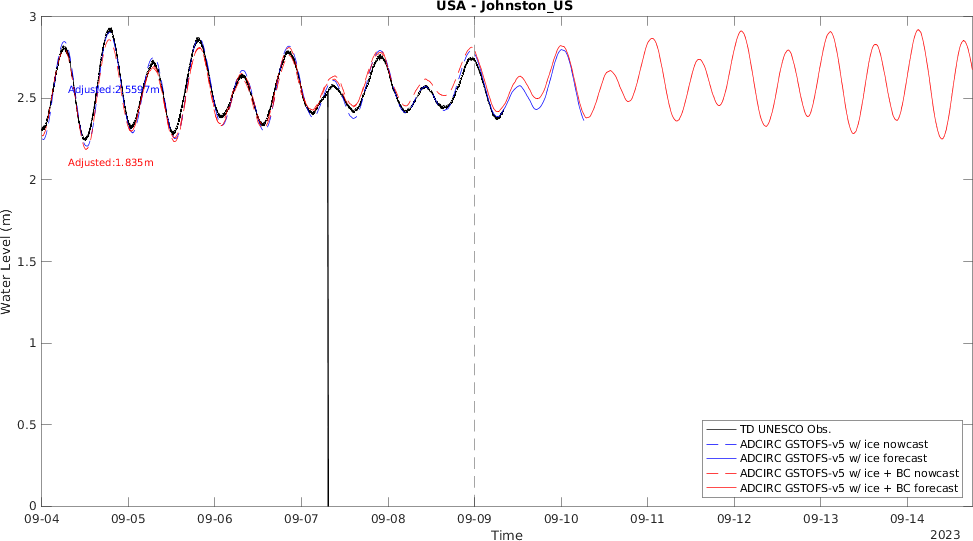 USA - Johnston_US
3
2.5
2
1.5
1
0.5
0
Water Level (m)
Adjusted:2.5597m
Adjusted:1.835m
TD UNESCO Obs.
ADCIRC GSTOFS-v5 w/ ice nowcast
ADCIRC GSTOFS-v5 w/ ice forecast
ADCIRC GSTOFS-v5 w/ ice + BC nowcast
ADCIRC GSTOFS-v5 w/ ice + BC forecast
09-04 09-05 09-06 09-07 09-08 09-09 09-10 09-11 09-12 09-13 09-14
Time
2023